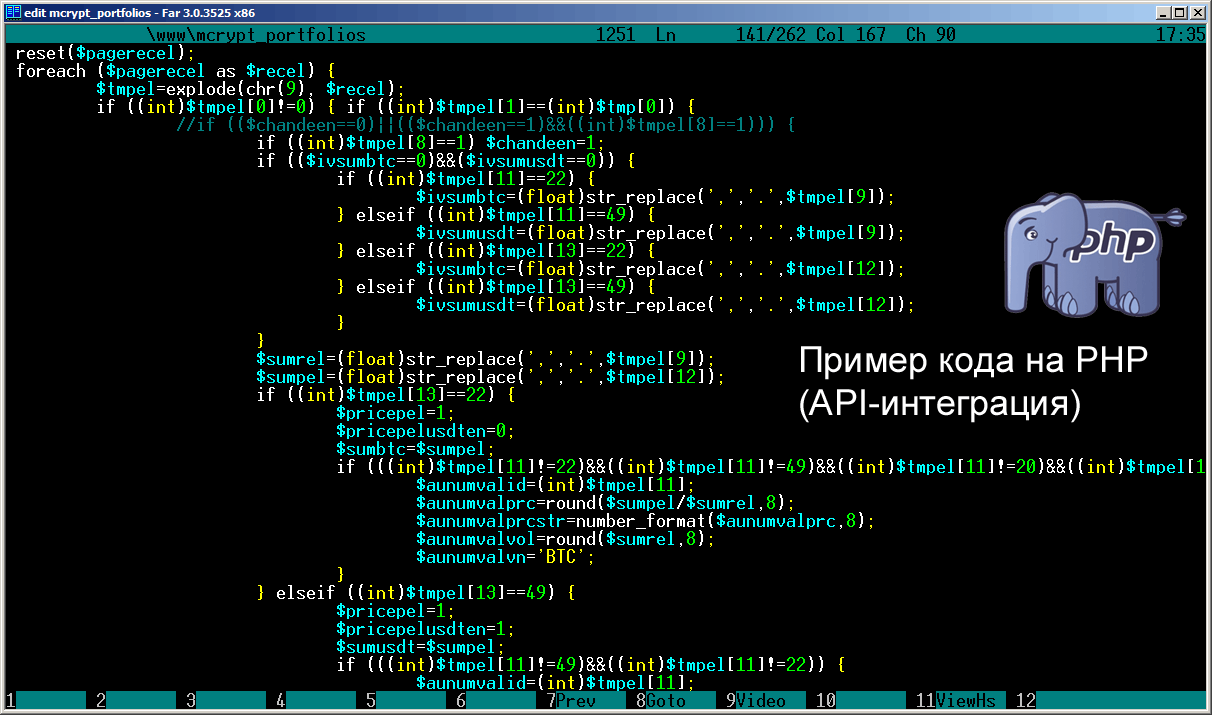 edit mcrypt_portfolios - Far 3.0.3525 x86
\www\mcrypt_portfolios 1251 Ln 141/262 Col 167 Ch 90 17:35
reset($pagerecel);
foreach ($pagerecel as $recel) {
$tmpel=explode(chr(9), $recel);
if ((int)$tmpel[0]!=0) { if ((int)$tmpel[1]==(int)$tmp[0]) {
//if (($chandeen==0)||(($chandeen==1)&&((int)$tmpel[8]==1))) {
if ((int)$tmpel[8]==1) $chandeen=1;
if (($ivsumbtc==0)&&($ivsumusdt==0)) {
if ((int)$tmpel[11]==22) {
$ivsumbtc=(float)str_replace(',','.',$tmpel[9]);
} elseif ((int)$tmpel[11]==49) {
$ivsumusdt=(float)str_replace(',','.',$tmpel[9]);
} elseif ((int)$tmpel[13]==22) {
$ivsumbtc=(float)str_replace(',','.',$tmpel[12]);
} elseif ((int)$tmpel[13]==49) {
$ivsumusdt=(float)str_replace(',','.',$tmpel[12]);
}
}
$sumrel=(float)str_replace(',','.',$tmpel[9]);
$sumpel=(float)str_replace(',','.',$tmpel[12]);
if ((int)$tmpel[13]==22) {
$pricepel=1;
$pricepelusdten=0;
$sumbtc=$sumpel;
if (((int)$tmpel[11]!=22)&&((int)$tmpel[11]!=49)&&((int)$tmpel[11]!=20)&&((int)$tmpel[1
$aunumvalid=(int)$tmpel[11];
$aunumvalprc=round($sumpel/$sumrel,8);
$aunumvalprcstr=number_format($aunumvalprc,8);
$aunumvalvol=round($sumrel,8);
$aunumvalvn='BTC';
}
} elseif ((int)$tmpel[13]==49) {
$pricepel=1;
$pricepelusdten=1;
$sumusdt=$sumpel;
if (((int)$tmpel[11]!=49)&&((int)$tmpel[11]!=22)) {
$aunumvalid=(int)$tmpel[11];
php
Пример кода на PHP
(API-интеграция)
1 2 3 4 5 6 7Prev 8Goto 9Video 10 11ViewHs 12